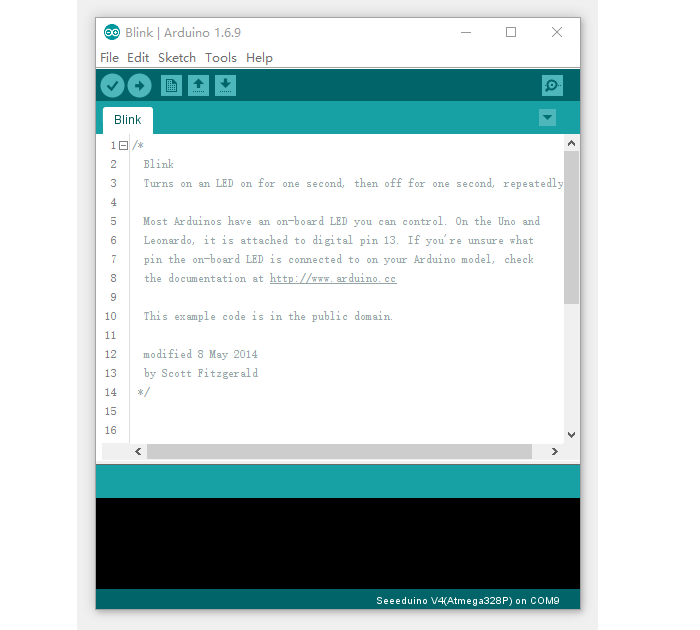 Blink | Arduino 1.6.9
File Edit Sketch Tools Help
Blink
1 /*
2 Blink
3 Turns on an LED on for one second, then off for one second, repeatedly
4
5 Most Arduinos have an on-board LED you can control. On the Uno and
6 Leonardo, it is attached to digital pin 13. If you're unsure what
7 pin the on-board LED is connected to on your Arduino model, check
8 the documentation at http://www.arduino.cc
9
10 This example code is in the public domain.
11
12 modified 8 May 2014
13 by Scott Fitzgerald
14 */
15
16
Seeeduino V4(Atmega328P) on COM9